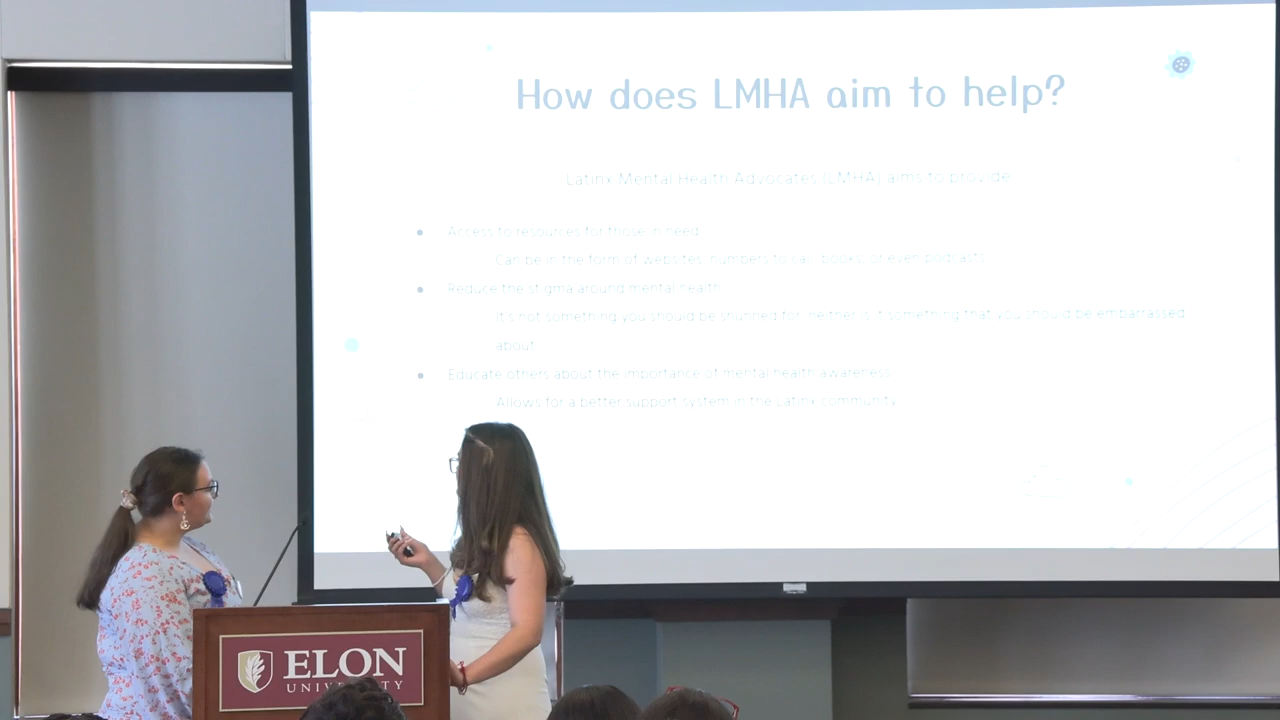 How does LMHA aim to help?
Latinx Mental Health Advocates (LMHA) aims to provide
Access to resources for those in need
Can be in the form of websites, numbers to call, books, or even podcasts
Reduce the stigma around mental health
It's not something you should be shunned for, neither is it something that you should be embarrassed
about
Educate others about the importance of mental health awareness
Allows for a better support system in the Latinx community
ELON